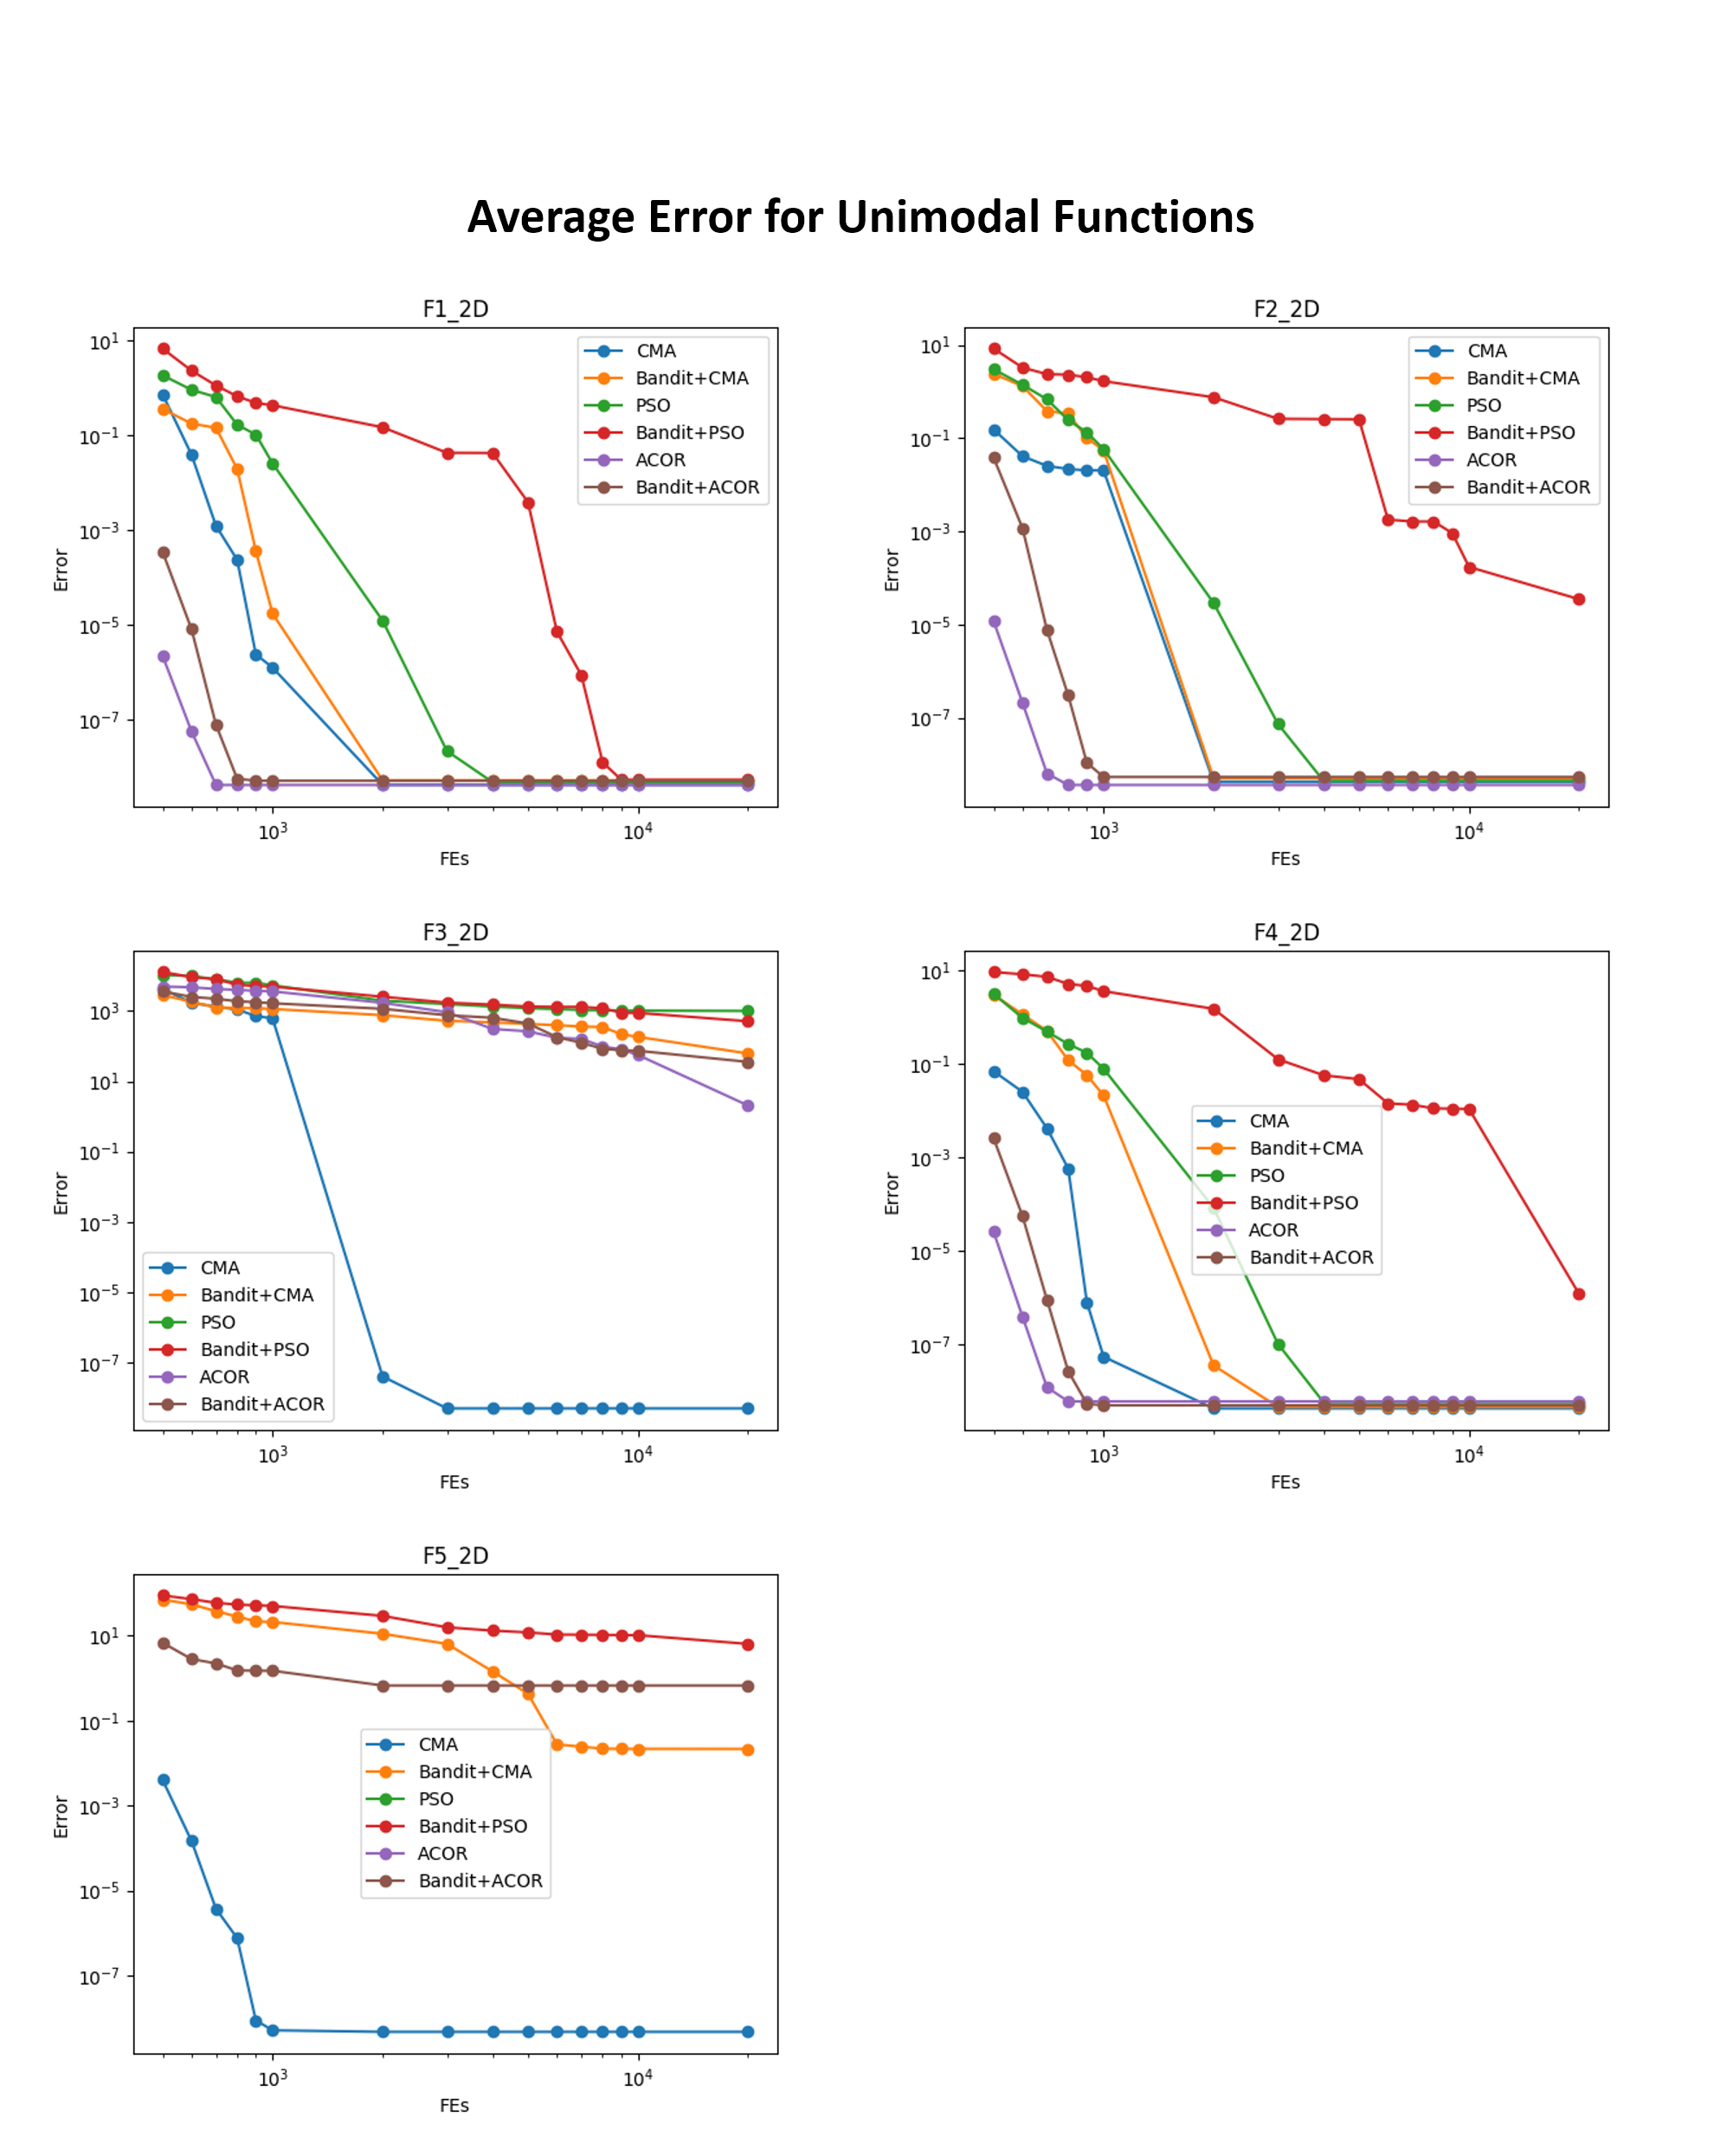 Average Error for Unimodal Functions
F1_2D
10^1
10^-1
10^-3
10^-5
10^-7
Error
10^3
10^4
FEs
CMA
Bandit+CMA
PSO
Bandit+PSO
ACOR
Bandit+ACOR
F2_2D
10^1
10^-1
10^-3
10^-5
10^-7
Error
10^3
10^4
FEs
CMA
Bandit+CMA
PSO
Bandit+PSO
ACOR
Bandit+ACOR
F3_2D
10^3
10^1
10^-1
10^-3
10^-5
10^-7
Error
10^3
10^4
FEs
CMA
Bandit+CMA
PSO
Bandit+PSO
ACOR
Bandit+ACOR
F4_2D
10^1
10^-1
10^-3
10^-5
10^-7
Error
10^3
10^4
FEs
CMA
Bandit+CMA
PSO
Bandit+PSO
ACOR
Bandit+ACOR
F5_2D
10^1
10^-1
10^-3
10^-5
10^-7
Error
10^3
10^4
FEs
CMA
Bandit+CMA
PSO
Bandit+PSO
ACOR
Bandit+ACOR